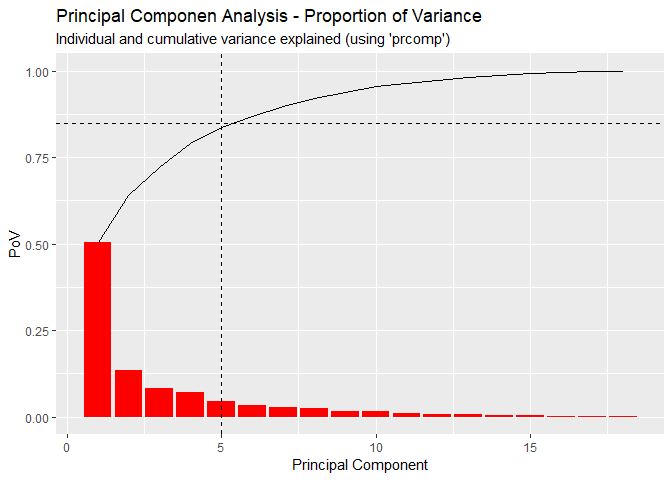 Principal Componen Analysis - Proportion of Variance
Individual and cumulative variance explained (using 'prcomp')
1.00
0.75
0.50
0.25
0.00
PoV
0
5
10
15
Principal Component